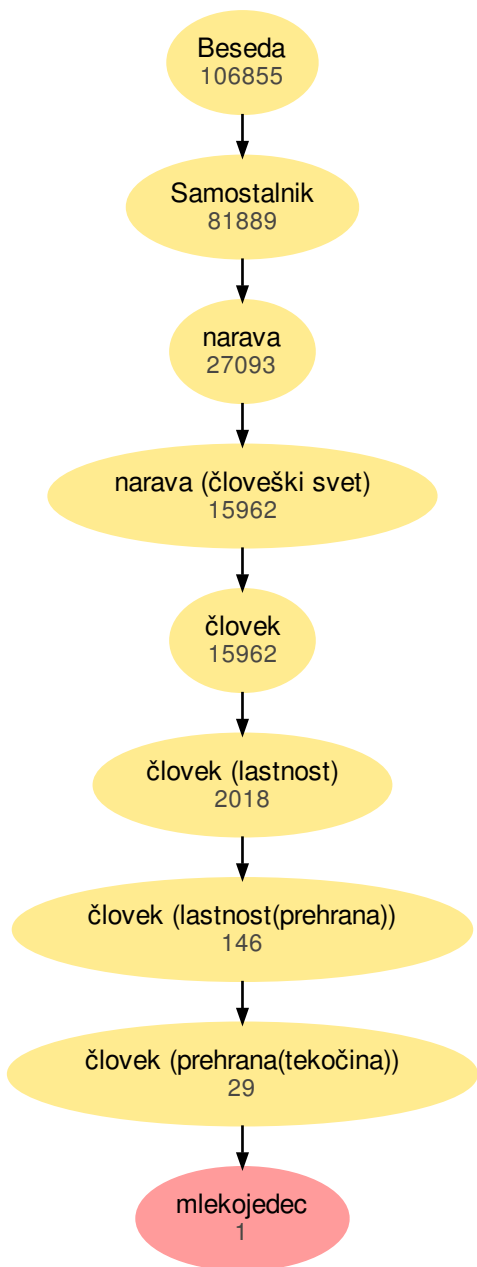 Beseda
106855
Samostalnik
81889
narava
27093
narava (človeški svet)
15962
človek
15962
človek (lastnost)
2018
človek (lastnost(prehrana))
146
človek (prehrana(tekočina))
29
mlekojedec
1